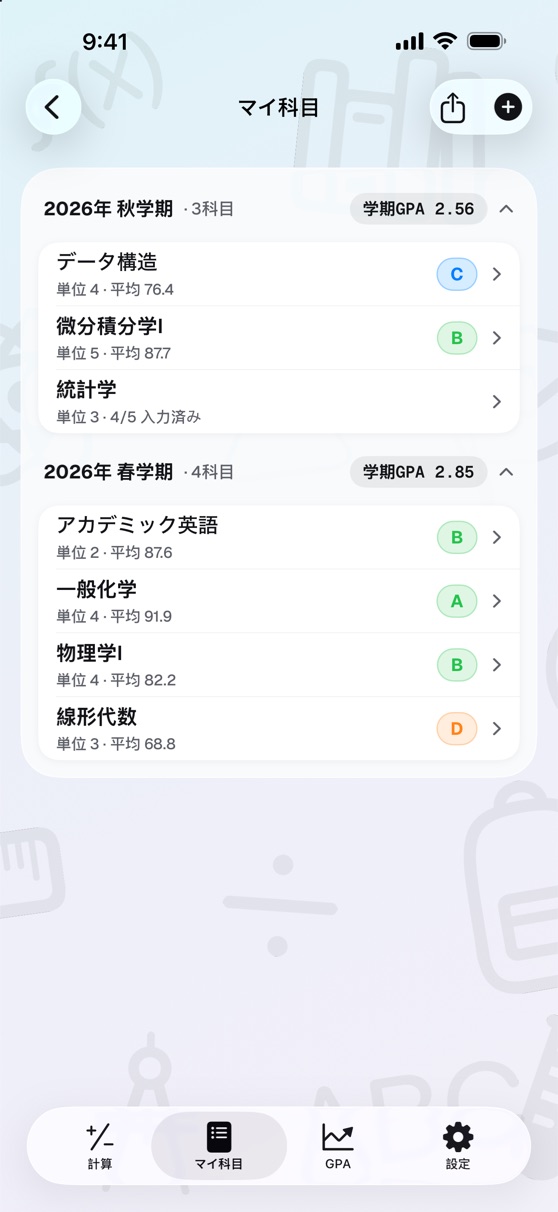 9:41
マイ科目
2026年 秋学期 · 3科目 学期GPA 2.56
データ構造
単位 4 · 平均 76.4
C
微分積分学I
単位 5 · 平均 87.7
B
統計学
単位 3 · 4/5 入力済み
2026年 春学期 · 4科目 学期GPA 2.85
アカデミック英語
単位 2 · 平均 87.6
B
一般化学
単位 4 · 平均 91.9
A
物理学I
単位 4 · 平均 82.2
B
線形代数
単位 3 · 平均 68.8
D
計算 マイ科目 GPA 設定
f(x)
ABC